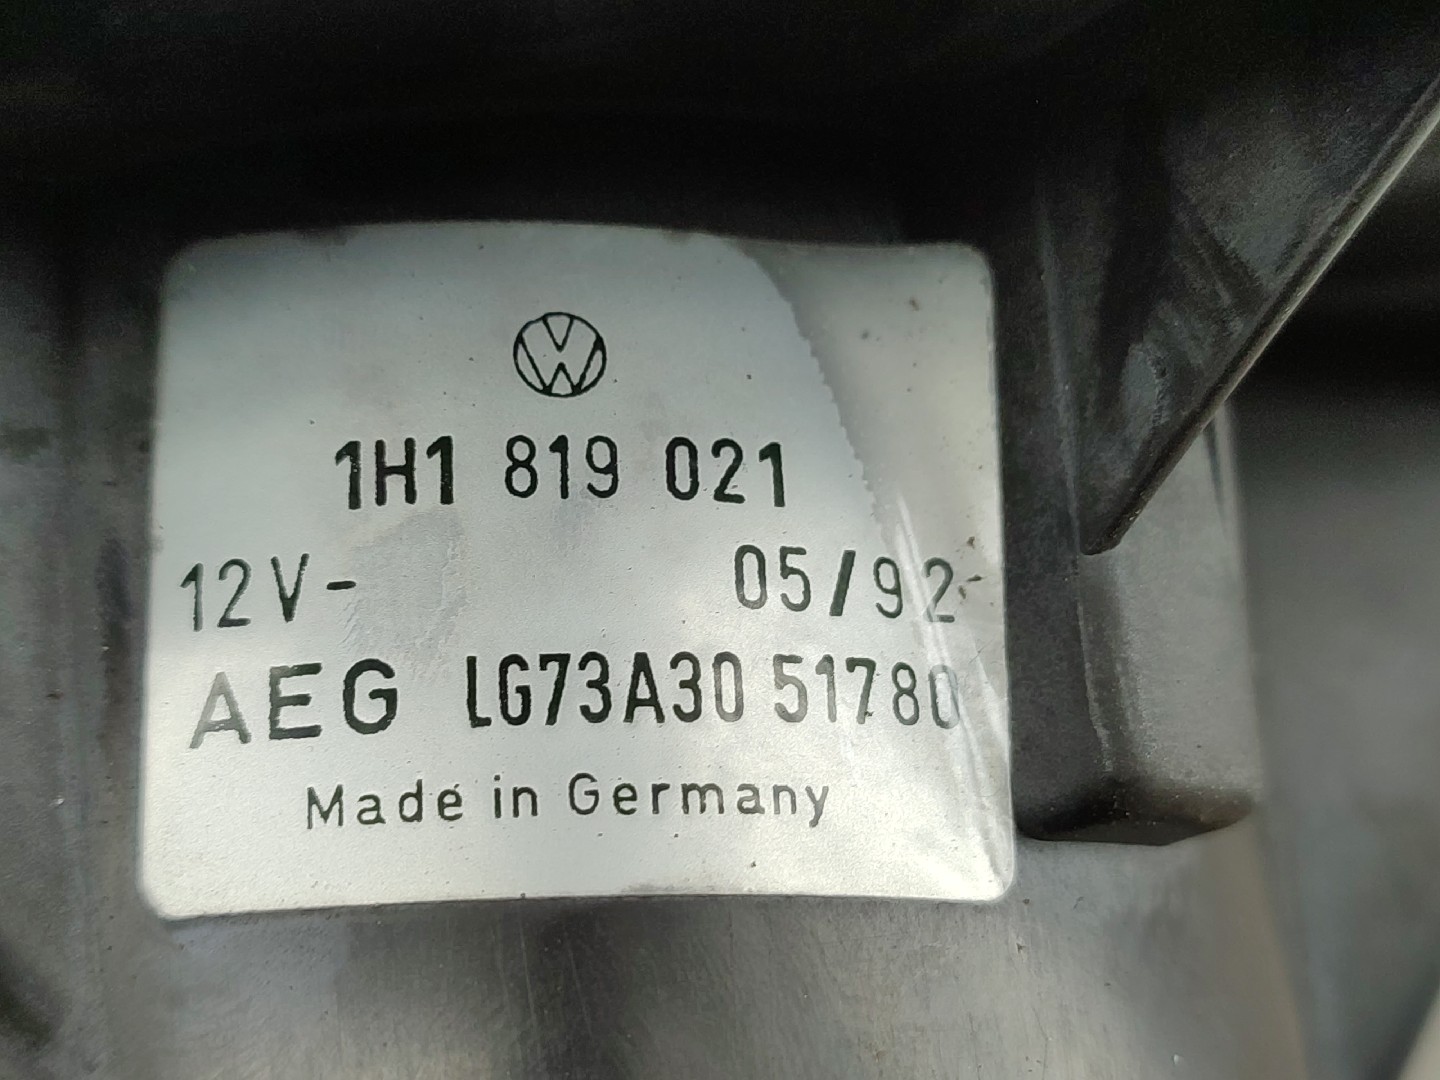 1H1 819 021
12V- 05/92
AEG LG73A30 51780
Made in Germany